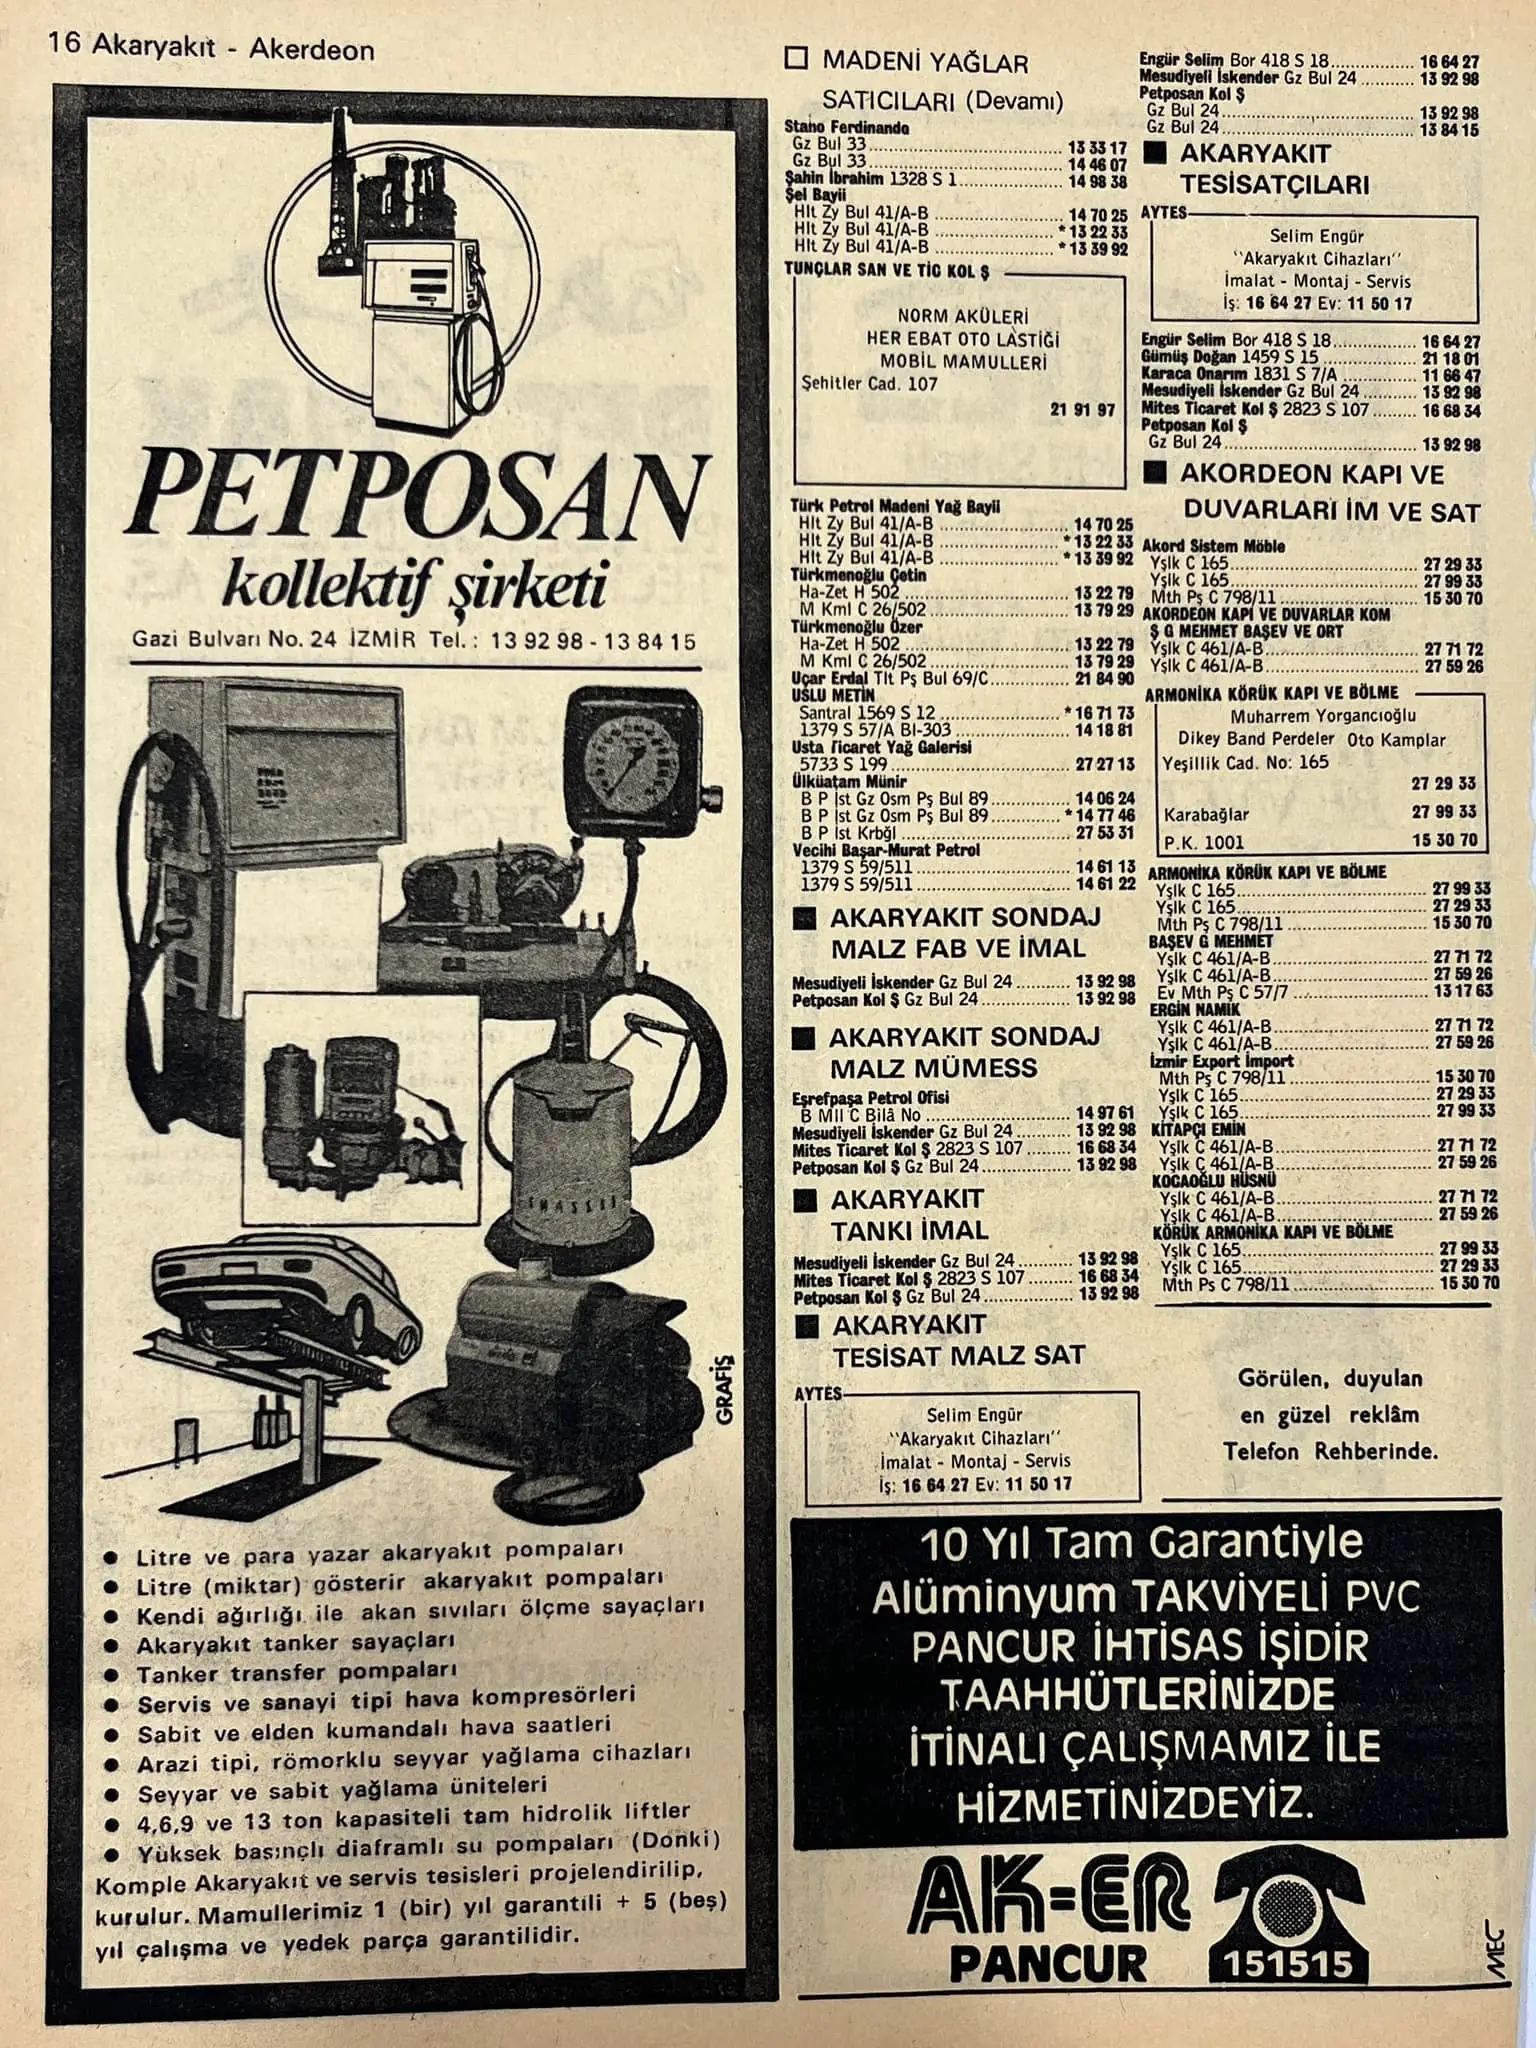 16 Akaryakıt - Akerdeon
PETPOSAN
kollektif şirketi
Gazi Bulvarı No. 24 İZMİR Tel. : 13 92 98 - 13 84 15
GRAFİŞ
● Litre ve para yazar akaryakıt pompaları
● Litre (miktar) gösterir akaryakıt pompaları
● Kendi ağırlığı ile akan sıvıları ölçme sayaçları
● Akaryakıt tanker sayaçları
● Tanker transfer pompaları
● Servis ve sanayi tipi hava kompresörleri
● Sabit ve elden kumandalı hava saatleri
● Arazi tipi, römorklu seyyar yağlama cihazları
● Seyyar ve sabit yağlama üniteleri
● 4,6,9 ve 13 ton kapasiteli tam hidrolik liftler
● Yüksek basınçlı diaframlı su pompaları (Donki)
Komple Akaryakıt ve servis tesisleri projelendirilip,
kurulur. Mamullerimiz 1 (bir) yıl garantili + 5 (beş)
yıl çalışma ve yedek parça garantilidir.
□ MADENİ YAĞLAR
SATICILARI (Devamı)
Stano Ferdinando
Gz Bul 33 13 33 17
Gz Bul 33 14 46 07
Şahin İbrahim 1328 S 1 14 98 38
Şel Bayii
Hlt Zy Bul 41/A-B 14 70 25
Hlt Zy Bul 41/A-B * 13 22 33
Hlt Zy Bul 41/A-B * 13 39 92
TUNÇLAR SAN VE TİC KOL Ş
NORM AKÜLERİ
HER EBAT OTO LASTİĞİ
MOBİL MAMULLERİ
Şehitler Cad. 107
21 91 97
Türk Petrol Madeni Yağ Bayii
Hlt Zy Bul 41/A-B 14 70 25
Hlt Zy Bul 41/A-B * 13 22 33
Hlt Zy Bul 41/A-B * 13 39 92
Türkmenoğlu Çetin
Ha-Zet H 502 13 22 79
M Kml C 26/502 13 79 29
Türkmenoğlu Özer
Ha-Zet H 502 13 22 79
M Kml C 26/502 13 79 29
Uçar Erdal Tlt Pş Bul 69/C 21 84 90
USLU METİN
Santral 1569 S 12 * 16 71 73
1379 S 57/A Bl-303 14 18 81
Usta Ticaret Yağ Galerisi
5733 S 199 27 27 13
Ülküatam Münir
B P İst Gz Osm Pş Bul 89 14 06 24
B P İst Gz Osm Pş Bul 89 * 14 77 46
B P İst Krbğl 27 53 31
Vecihi Başar-Murat Petrol
1379 S 59/511 14 61 13
1379 S 59/511 14 61 22
■ AKARYAKIT SONDAJ
MALZ FAB VE İMAL
Mesudiyeli İskender Gz Bul 24 13 92 98
Petposan Kol Ş Gz Bul 24 13 92 98
■ AKARYAKIT SONDAJ
MALZ MÜMESS
Eşrefpaşa Petrol Ofisi
B Mll C Bilâ No 14 97 61
Mesudiyeli İskender Gz Bul 24 13 92 98
Mites Ticaret Kol Ş 2823 S 107 16 68 34
Petposan Kol Ş Gz Bul 24 13 92 98
■ AKARYAKIT
TANKI İMAL
Mesudiyeli İskender Gz Bul 24 13 92 98
Mites Ticaret Kol Ş 2823 S 107 16 68 34
Petposan Kol Ş Gz Bul 24 13 92 98
■ AKARYAKIT
TESİSAT MALZ SAT
AYTES
Selim Engür
"Akaryakıt Cihazları"
İmalat - Montaj - Servis
İş: 16 64 27 Ev: 11 50 17
Engür Selim Bor 418 S 18 16 64 27
Mesudiyeli İskender Gz Bul 24 13 92 98
Petposan Kol Ş
Gz Bul 24 13 92 98
Gz Bul 24 13 84 15
■ AKARYAKIT
TESİSATÇILARI
AYTES
Selim Engür
"Akaryakıt Cihazları"
İmalat - Montaj - Servis
İş: 16 64 27 Ev: 11 50 17
Engür Selim Bor 418 S 18 16 64 27
Gümüş Doğan 1459 S 15 21 18 01
Karaca Onarım 1831 S 7/A 11 66 47
Mesudiyeli İskender Gz Bul 24 13 92 98
Mites Ticaret Kol Ş 2823 S 107 16 68 34
Petposan Kol Ş
Gz Bul 24 13 92 98
■ AKORDEON KAPI VE
DUVARLARI İM VE SAT
Akord Sistem Möble
Yşlk C 165 27 29 33
Yşlk C 165 27 99 33
Mth Pş C 798/11 15 30 70
AKORDEON KAPI VE DUVARLAR KOM
Ş G MEHMET BAŞEV VE ORT
Yşlk C 461/A-B 27 71 72
Yşlk C 461/A-B 27 59 26
ARMONİKA KÖRÜK KAPI VE BÖLME
Muharrem Yorgancıoğlu
Dikey Band Perdeler Oto Kamplar
Yeşillik Cad. No: 165
27 29 33
Karabağlar 27 99 33
P.K. 1001 15 30 70
ARMONİKA KÖRÜK KAPI VE BÖLME
Yşlk C 165 27 99 33
Yşlk C 165 27 29 33
Mth Pş C 798/11 15 30 70
BAŞEV G MEHMET
Yşlk C 461/A-B 27 71 72
Yşlk C 461/A-B 27 59 26
Ev Mth Pş C 57/7 13 17 63
ERGİN NAMIK
Yşlk C 461/A-B 27 71 72
Yşlk C 461/A-B 27 59 26
İzmir Export İmport
Mth Pş C 798/11 15 30 70
Yşlk C 165 27 29 33
Yşlk C 165 27 99 33
KİTAPÇI EMİN
Yşlk C 461/A-B 27 71 72
Yşlk C 461/A-B 27 59 26
KOCAOĞLU HÜSNÜ
Yşlk C 461/A-B 27 71 72
Yşlk C 461/A-B 27 59 26
KÖRÜK ARMONİKA KAPI VE BÖLME
Yşlk C 165 27 99 33
Yşlk C 165 27 29 33
Mth Ps C 798/11 15 30 70
Görülen, duyulan
en güzel reklâm
Telefon Rehberinde.
10 Yıl Tam Garantiyle
Alüminyum TAKVİYELİ PVC
PANCUR İHTİSAS İŞİDİR
TAAHHÜTLERİNİZDE
İTİNALI ÇALIŞMAMIZ İLE
HİZMETİNİZDEYİZ.
AK-ER
PANCUR
151515
MEC